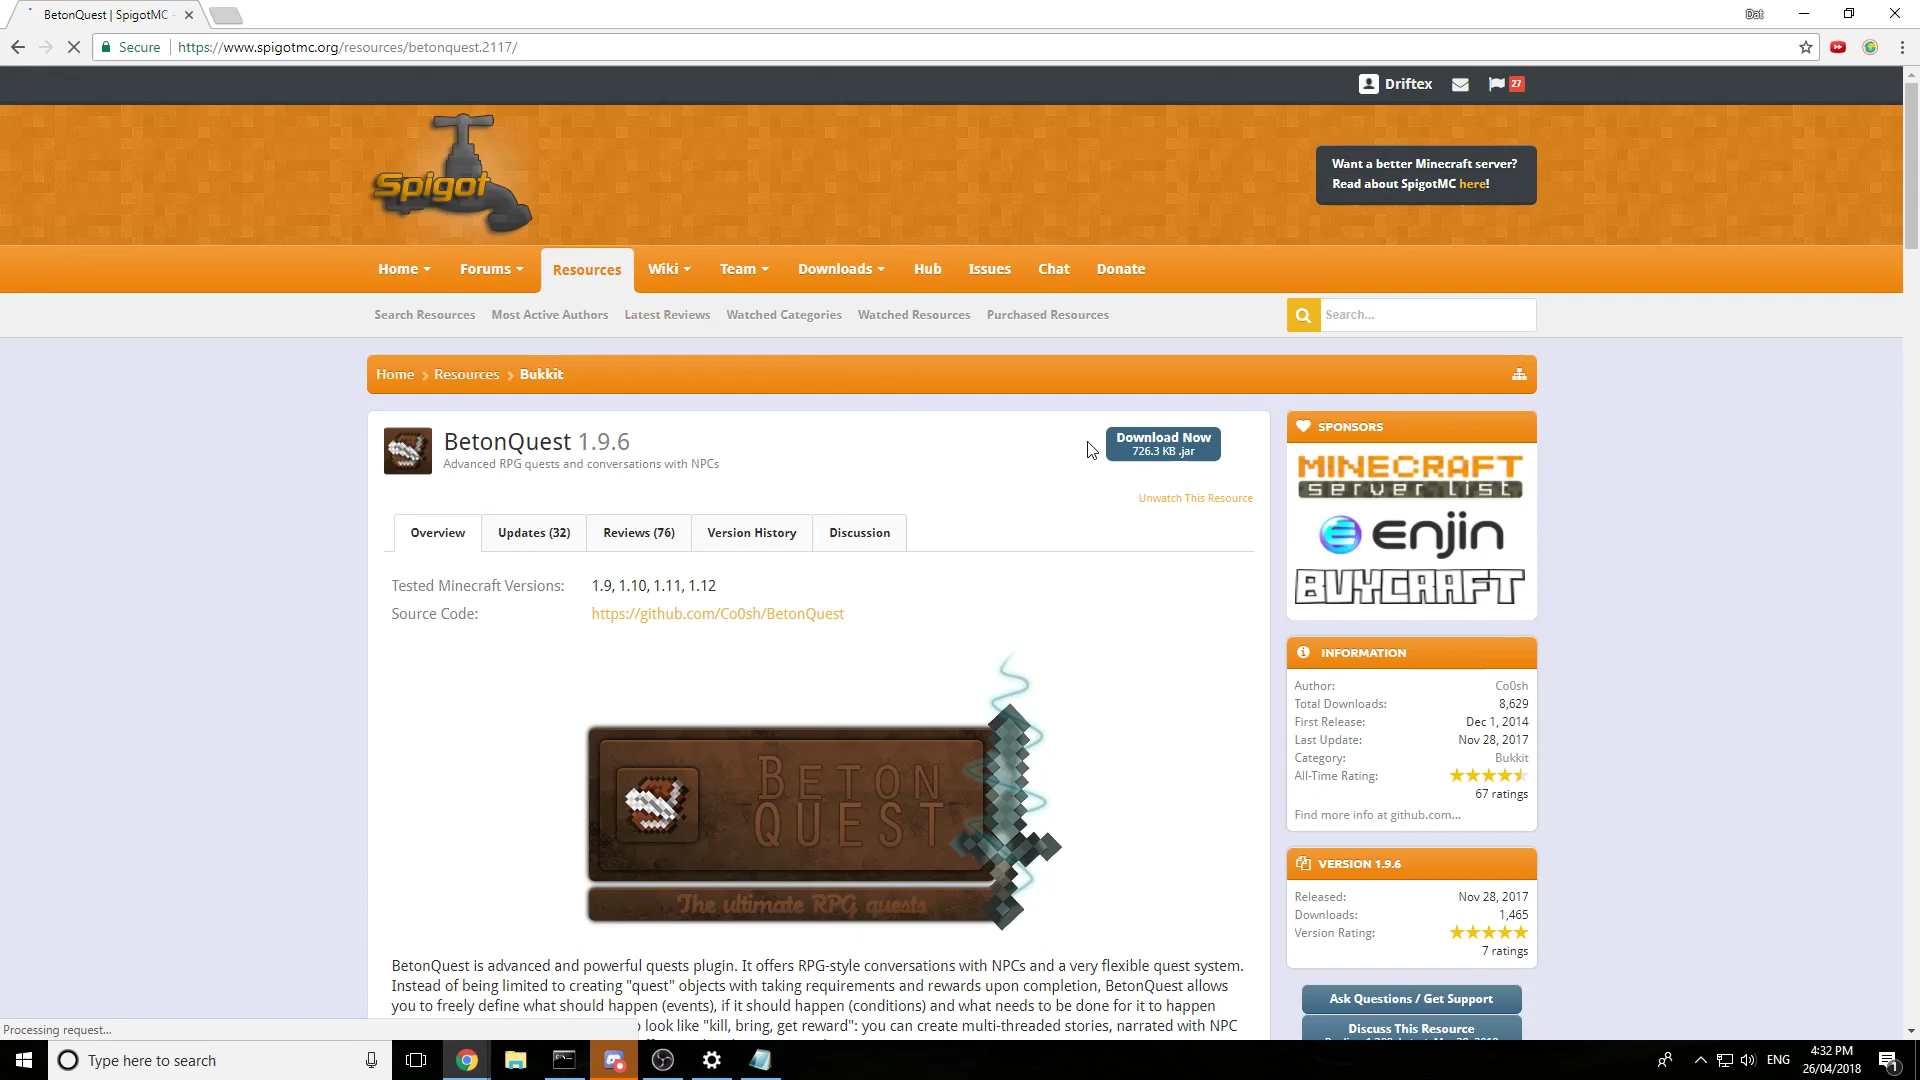 BetonQuest | SpigotMC -
Dat
Secure
https://www.spigotmc.org/resources/betonquest.2117/
Driftex
27
Spigot
Want a better Minecraft server?
Read about SpigotMC here!
Home
Forums
Resources
Wiki
Team
Downloads
Hub
Issues
Chat
Donate
Search Resources
Most Active Authors
Latest Reviews
Watched Categories
Watched Resources
Purchased Resources
Search...
Home
Resources
Bukkit
BetonQuest 1.9.6
Advanced RPG quests and conversations with NPCs
Download Now
726.3 KB .jar
Unwatch This Resource
Overview
Updates (32)
Reviews (76)
Version History
Discussion
Tested Minecraft Versions: 1.9, 1.10, 1.11, 1.12
Source Code: https://github.com/Co0sh/BetonQuest
BETON
QUEST
The ultimate RPG quests
BetonQuest is advanced and powerful quests plugin. It offers RPG-style conversations with NPCs and a very flexible quest system.
Instead of being limited to creating "quest" objects with taking requirements and rewards upon completion, BetonQuest allows
you to freely define what should happen (events), if it should happen (conditions) and what needs to be done for it to happen
look like "kill, bring, get reward": you can create multi-threaded stories, narrated with NPC
SPONSORS
MINECRAFT
SERVER LIST
enjin
BUYCRAFT
INFORMATION
Author: Co0sh
Total Downloads: 8,629
First Release: Dec 1, 2014
Last Update: Nov 28, 2017
Category: Bukkit
All-Time Rating:
67 ratings
Find more info at github.com...
VERSION 1.9.6
Released: Nov 28, 2017
Downloads: 1,465
Version Rating:
7 ratings
Ask Questions / Get Support
Discuss This Resource
Processing request...
Type here to search
ENG
4:32 PM
26/04/2018
1